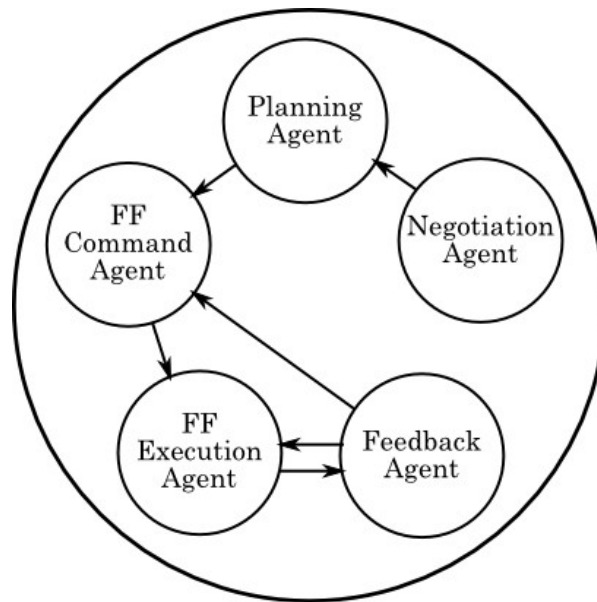 Planning
Agent
FF
Command
Agent
Negotiation
Agent
FF
Execution
Agent
Feedback
Agent